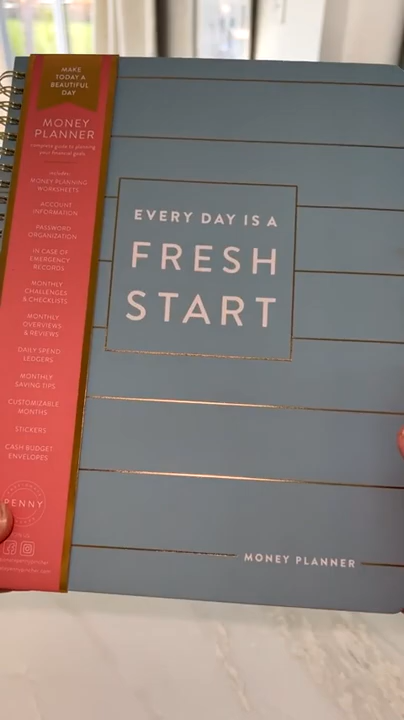 MAKE
TODAY A
BEAUTIFUL
DAY
MONEY
PLANNER
complete guide to planning
your financial goals
includes
MONEY PLANNING
WORKSHEETS
ACCOUNT
INFORMATION
PASSWORD
ORGANIZATION
IN CASE OF
EMERGENCY
RECORDS
MONTHLY
CHALLENGES
& CHECKLISTS
MONTHLY
OVERVIEWS
& REVIEWS
DAILY SPEND
LEDGERS
MONTHLY
SAVING TIPS
CUSTOMIZABLE
MONTHS
STICKERS
CASH BUDGET
ENVELOPES
PENNY
EVERY DAY IS A
FRESH
START
MONEY PLANNER